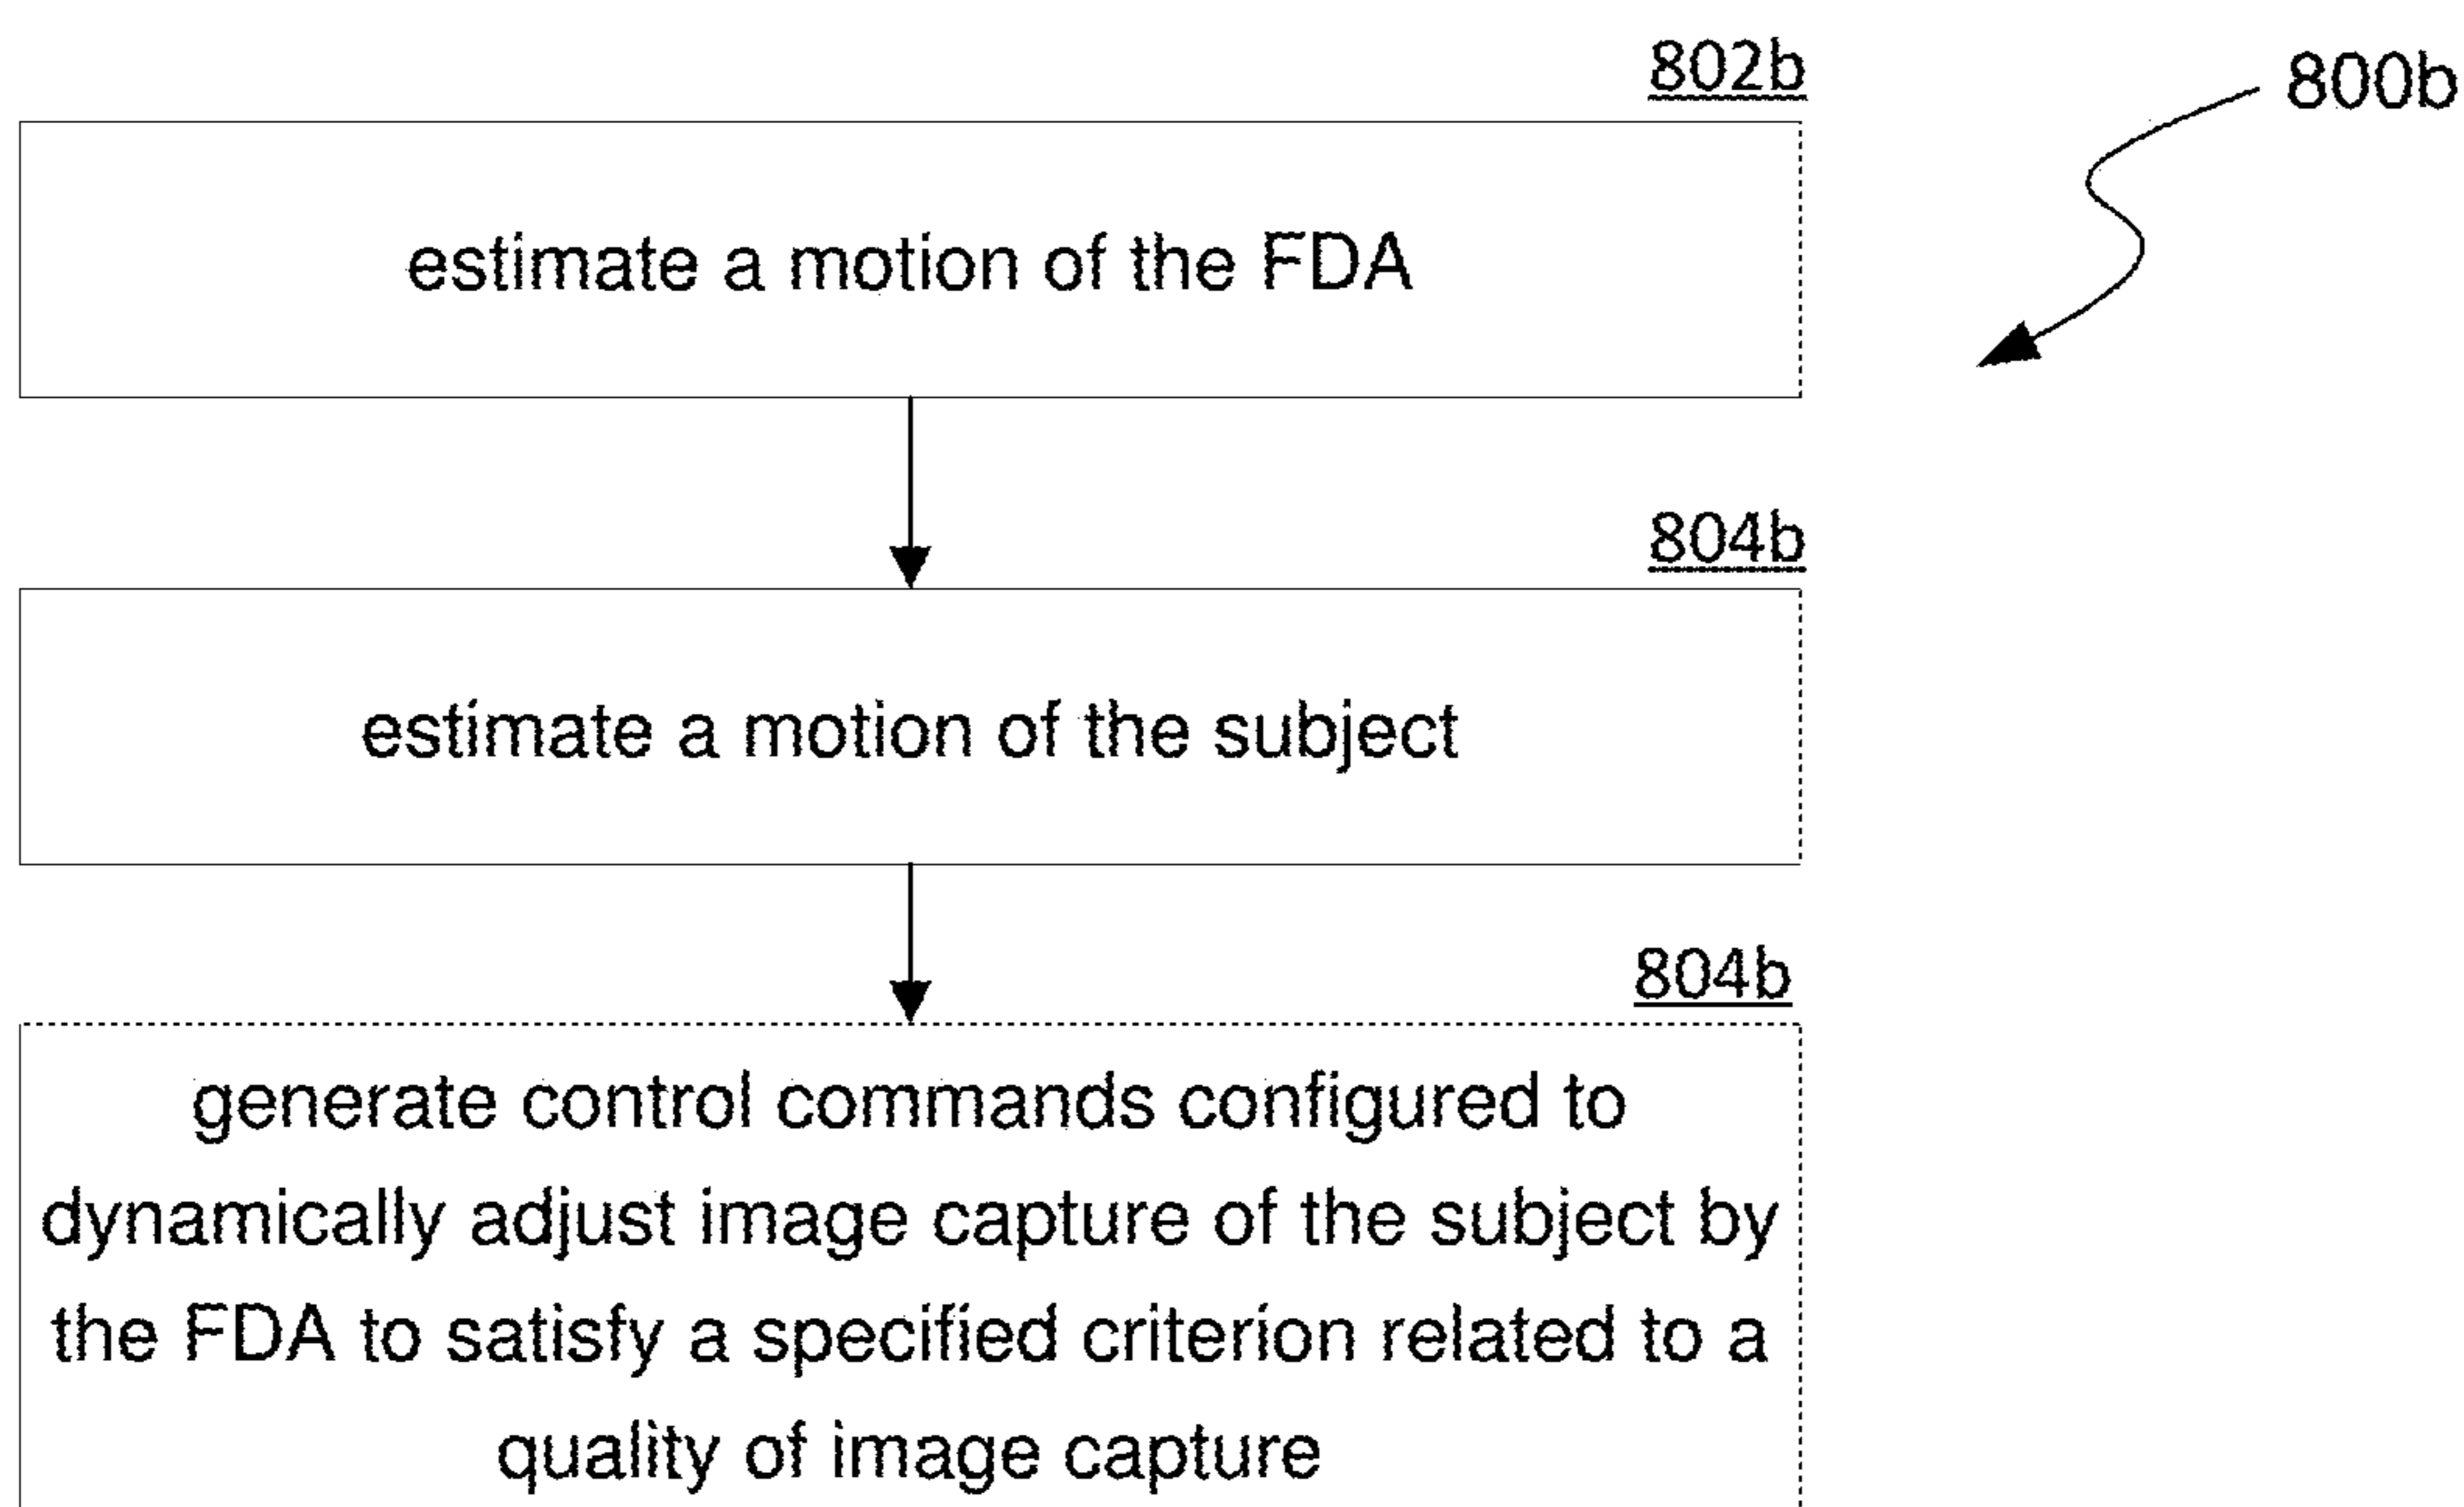 802b
800b
estimate a motion of the FDA
804b
estimate a motion of the subject
804b
generate control commands configured to
dynamically adjust image capture of the subject by
the FDA to satisfy a specified criterion related to a
quality of image capture